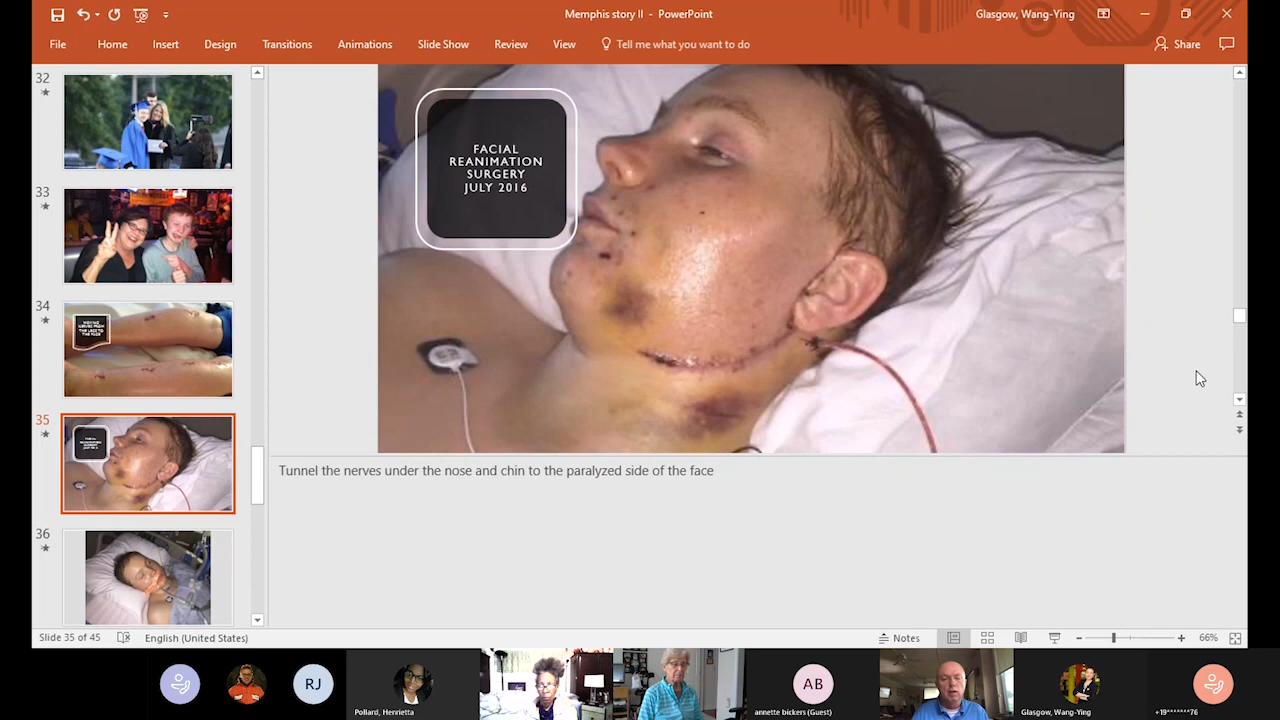 Memphis story II - PowerPoint
Glasgow, Wang-Ying
File Home Insert Design Transitions Animations Slide Show Review View Tell me what you want to do
Share
32
33
34
35
36
FACIAL
REANIMATION
SURGERY
JULY 2016
Tunnel the nerves under the nose and chin to the paralyzed side of the face
Slide 35 of 45
English (United States)
Notes
66%
RJ
Pollard, Henrietta
AB
annette bickers (Guest)
Glasgow, Wang-Ying
+19*******76